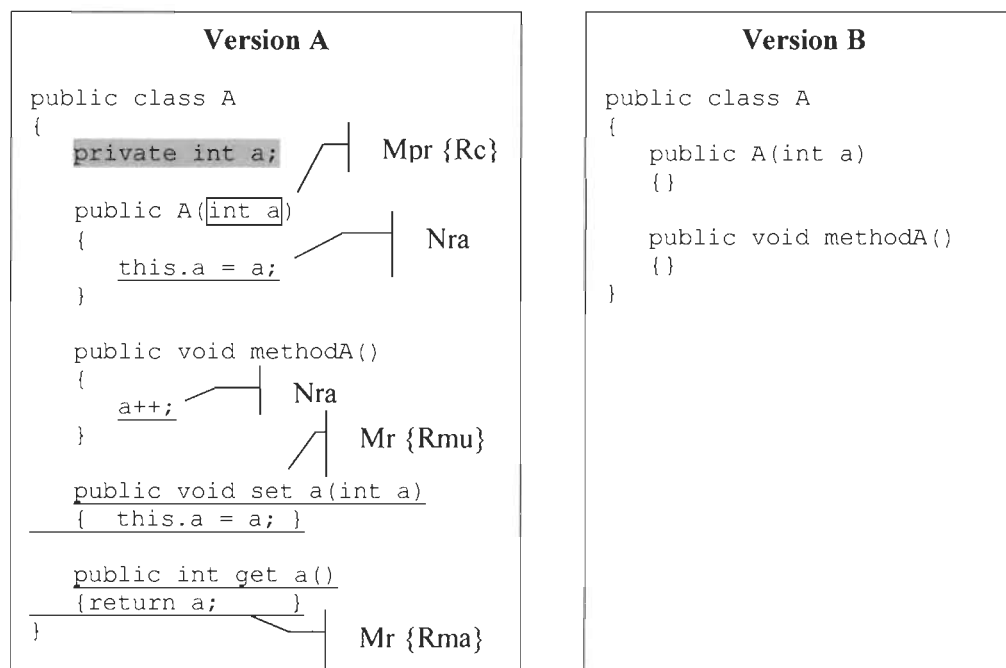 Version A
public class A
{
private int a;
Mpr {Rc}
public A(int a)
{
Nra
this.a = a;
}
public void methodA()
{
Nra
a++;
}
Mr {Rmu}
public void set a(int a)
{ this.a = a; }
public int get a()
{return a; }
}
Mr {Rma}
Version B
public class A
{
public A(int a)
{}
public void methodA()
{}
}